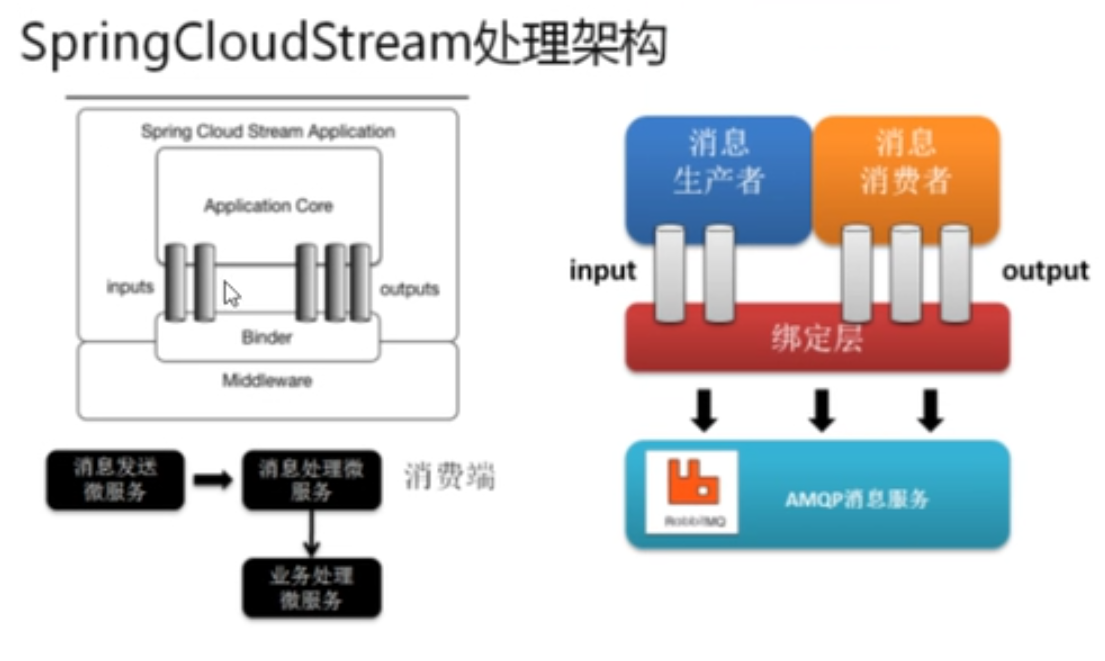 SpringCloudStream处理架构
Spring Cloud Stream Application
Application Core
inputs
outputs
Binder
Middleware
消息发送
微服务
消息处理微
服务
消费端
业务处理
微服务
消息
生产者
消息
消费者
input
output
绑定层
RabbitMQ
AMQP消息服务